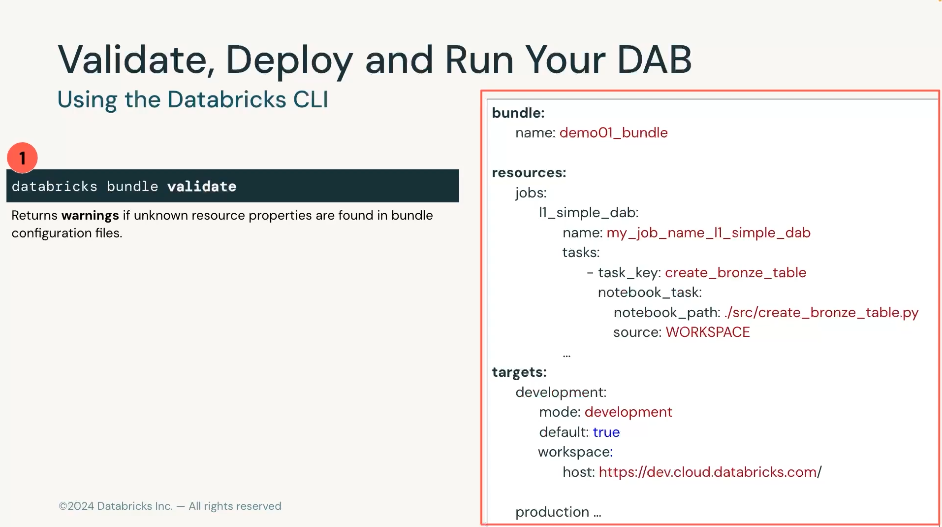 Validate, Deploy and Run Your DAB
Using the Databricks CLI
1
databricks bundle validate
Returns warnings if unknown resource properties are found in bundle
configuration files.
bundle:
name: demo01_bundle
resources:
jobs:
l1_simple_dab:
name: my_job_name_l1_simple_dab
tasks:
- task_key: create_bronze_table
notebook_task:
notebook_path: ./src/create_bronze_table.py
source: WORKSPACE
...
targets:
development:
mode: development
default: true
workspace:
host: https://dev.cloud.databricks.com/
production ...
©2024 Databricks Inc. — All rights reserved